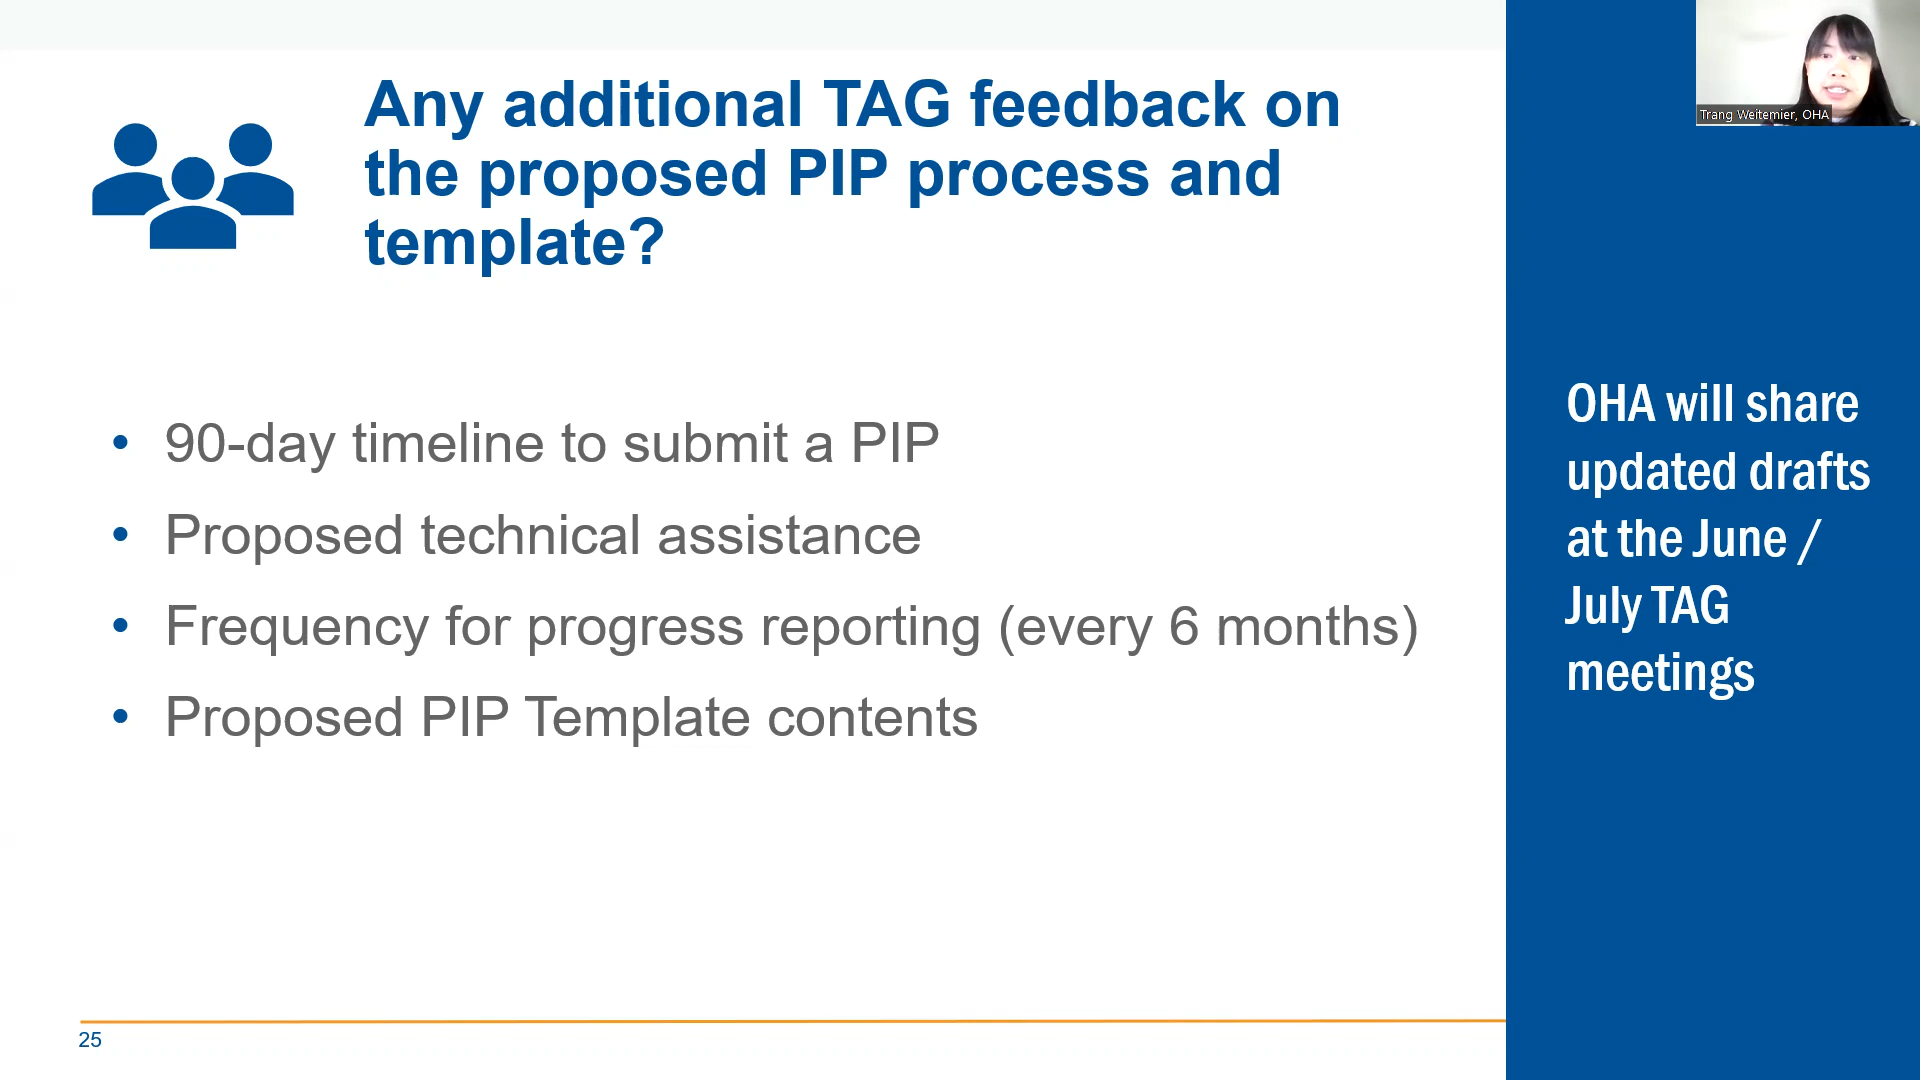 Any additional TAG feedback on
the proposed PIP process and
template?
• 90-day timeline to submit a PIP
• Proposed technical assistance
• Frequency for progress reporting (every 6 months)
• Proposed PIP Template contents
25
Trang Weitemier, OHA
OHA will share
updated drafts
at the June /
July TAG
meetings